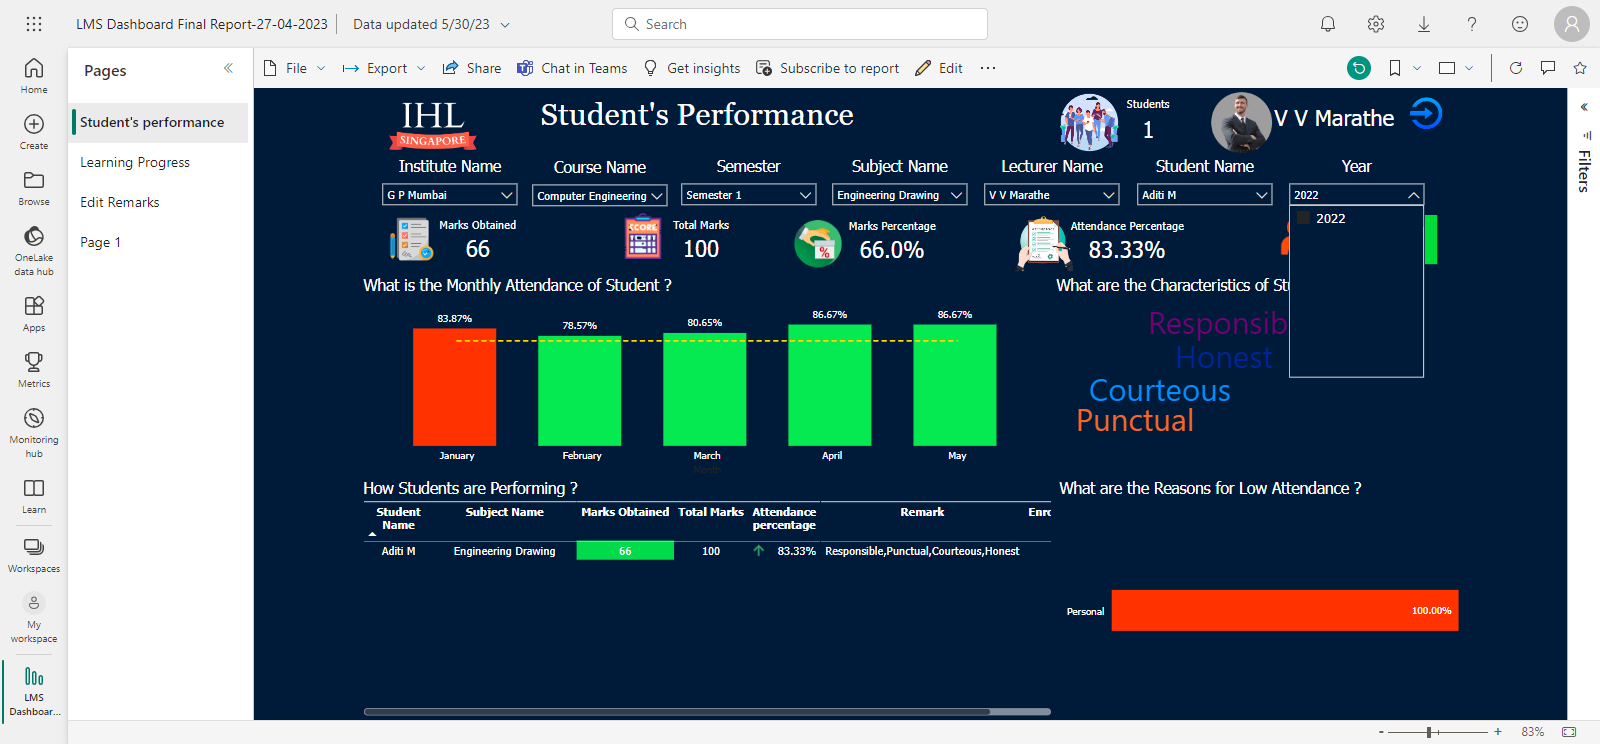 LMS Dashboard Final Report-27-04-2023
Data updated 5/30/23
Search
Home
Create
Browse
OneLake
data hub
Apps
Metrics
Monitoring
hub
Learn
Workspaces
My
workspace
LMS
Dashboar...
Pages
Student's performance
Learning Progress
Edit Remarks
Page 1
File
Export
Share
Chat in Teams
Get insights
Subscribe to report
Edit
IHL
SINGAPORE
Student's Performance
Students
1
V V Marathe
Institute Name
Course Name
Semester
Subject Name
Lecturer Name
Student Name
Year
G P Mumbai
Computer Engineering
Semester 1
Engineering Drawing
V V Marathe
Aditi M
2022
2022
Marks Obtained
66
SCORE
Total Marks
100
%
Marks Percentage
66.0%
Attendance Percentage
83.33%
What is the Monthly Attendance of Student ?
83.87%
78.57%
80.65%
86.67%
86.67%
January
February
March
April
May
Month
What are the Characteristics of St
Responsib
Honest
Courteous
Punctual
How Students are Performing ?
Student Name
Subject Name
Marks Obtained
Total Marks
Attendance percentage
Remark
Enro
Aditi M
Engineering Drawing
66
100
83.33%
Responsible,Punctual,Courteous,Honest
What are the Reasons for Low Attendance ?
Personal
100.00%
Filters
- + 83%